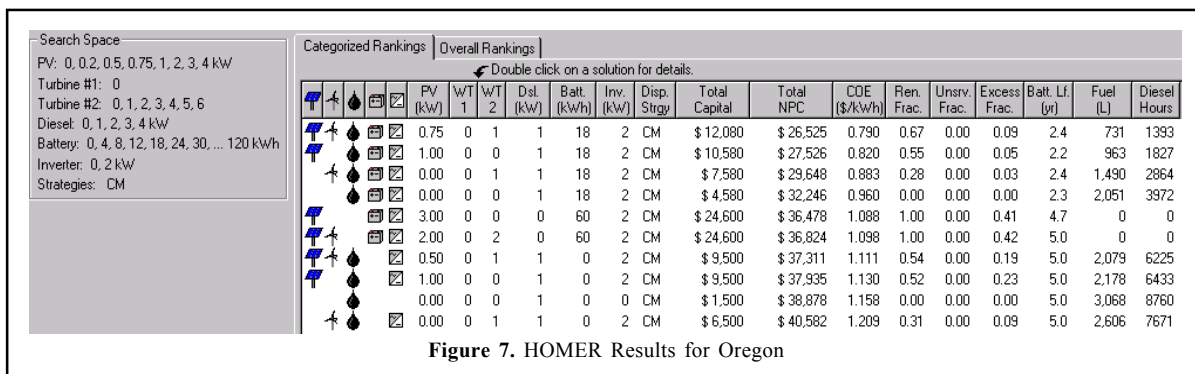 Search Space
PV: 0, 0.2, 0.5, 0.75, 1, 2, 3, 4 kW
Turbine #1: 0
Turbine #2: 0, 1, 2, 3, 4, 5, 6
Diesel: 0, 1, 2, 3, 4 kW
Battery: 0, 4, 8, 12, 18, 24, 30, ... 120 kWh
Inverter: 0, 2 kW
Strategies: CM
Categorized Rankings Overall Rankings
Double click on a solution for details.
PV (kW) WT 1 WT 2 Dsl. (kW) Batt. (kWh) Inv. (kW) Disp. Strgy Total Capital Total NPC COE ($/kWh) Ren. Frac. Unsrv. Frac. Excess Frac. Batt. Lf. (yr) Fuel (L) Diesel Hours
0.75 0 1 1 18 2 CM $ 12,080 $ 26,525 0.790 0.67 0.00 0.09 2.4 731 1393
1.00 0 0 1 18 2 CM $ 10,580 $ 27,526 0.820 0.55 0.00 0.05 2.2 963 1827
0.00 0 1 1 18 2 CM $ 7,580 $ 29,648 0.883 0.28 0.00 0.03 2.4 1,490 2864
0.00 0 0 1 18 2 CM $ 4,580 $ 32,246 0.960 0.00 0.00 0.00 2.3 2,051 3972
3.00 0 0 0 60 2 CM $ 24,600 $ 36,478 1.088 1.00 0.00 0.41 4.7 0 0
2.00 0 2 0 60 2 CM $ 24,600 $ 36,824 1.098 1.00 0.00 0.42 5.0 0 0
0.50 0 1 1 0 2 CM $ 9,500 $ 37,311 1.111 0.54 0.00 0.19 5.0 2,079 6225
1.00 0 0 1 0 2 CM $ 9,500 $ 37,935 1.130 0.52 0.00 0.23 5.0 2,178 6433
0.00 0 0 1 0 0 CM $ 1,500 $ 38,878 1.158 0.00 0.00 0.00 5.0 3,068 8760
0.00 0 1 1 0 2 CM $ 6,500 $ 40,582 1.209 0.31 0.00 0.09 5.0 2,606 7671
Figure 7. HOMER Results for Oregon